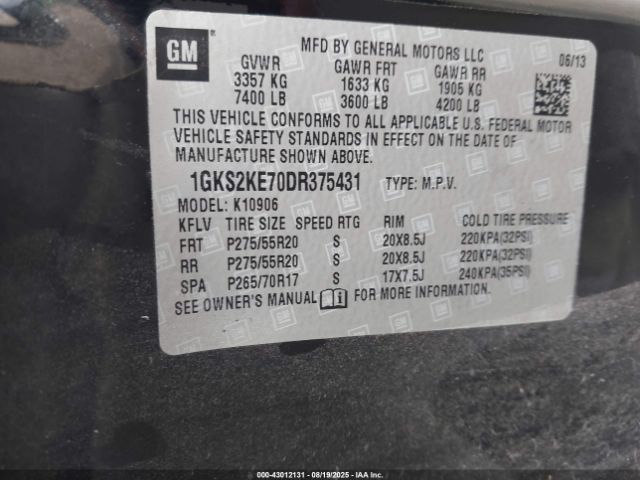 GM
MFD BY GENERAL MOTORS LLC
06/13
GVWR GAWR FRT GAWR RR
3357 KG 1633 KG 1905 KG
7400 LB 3600 LB 4200 LB
THIS VEHICLE CONFORMS TO ALL APPLICABLE U.S. FEDERAL MOTOR
VEHICLE SAFETY STANDARDS IN EFFECT ON THE DATE OF
MANUFACTURE SHOWN ABOVE.
1GKS2KE70DR375431 TYPE: M.P.V.
MODEL: K10906
KFLV TIRE SIZE SPEED RTG RIM COLD TIRE PRESSURE
FRT P275/55R20 S 20X8.5J 220KPA(32PSI)
RR P275/55R20 S 20X8.5J 220KPA(32PSI)
SPA P265/70R17 S 17X7.5J 240KPA(35PSI)
SEE OWNER'S MANUAL i FOR MORE INFORMATION.
000-43012131 - 08/19/2025 - WWW.IAAI.COM